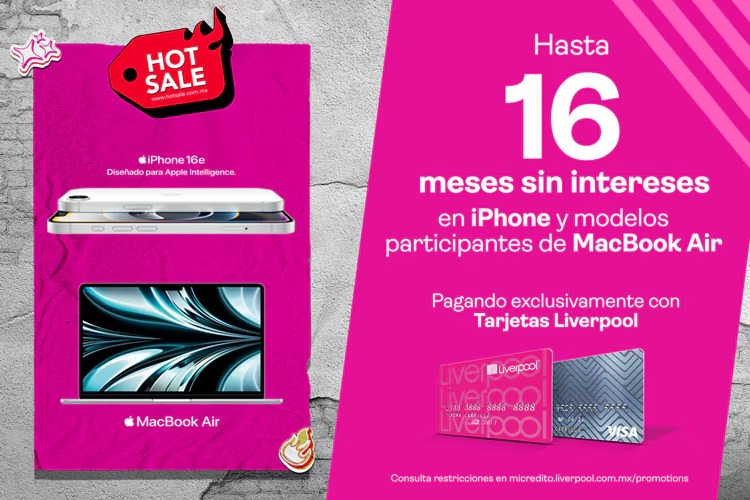 HOT
SALE
www.hotsale.com.mx
iPhone 16e
Diseñado para Apple Intelligence.
MacBook Air
Hasta
16
meses sin intereses
en iPhone y modelos
participantes de MacBook Air
Pagando exclusivamente con
Tarjetas Liverpool
Liverpool
VISA
Consulta restricciones en micredito.liverpool.com.mx/promotions